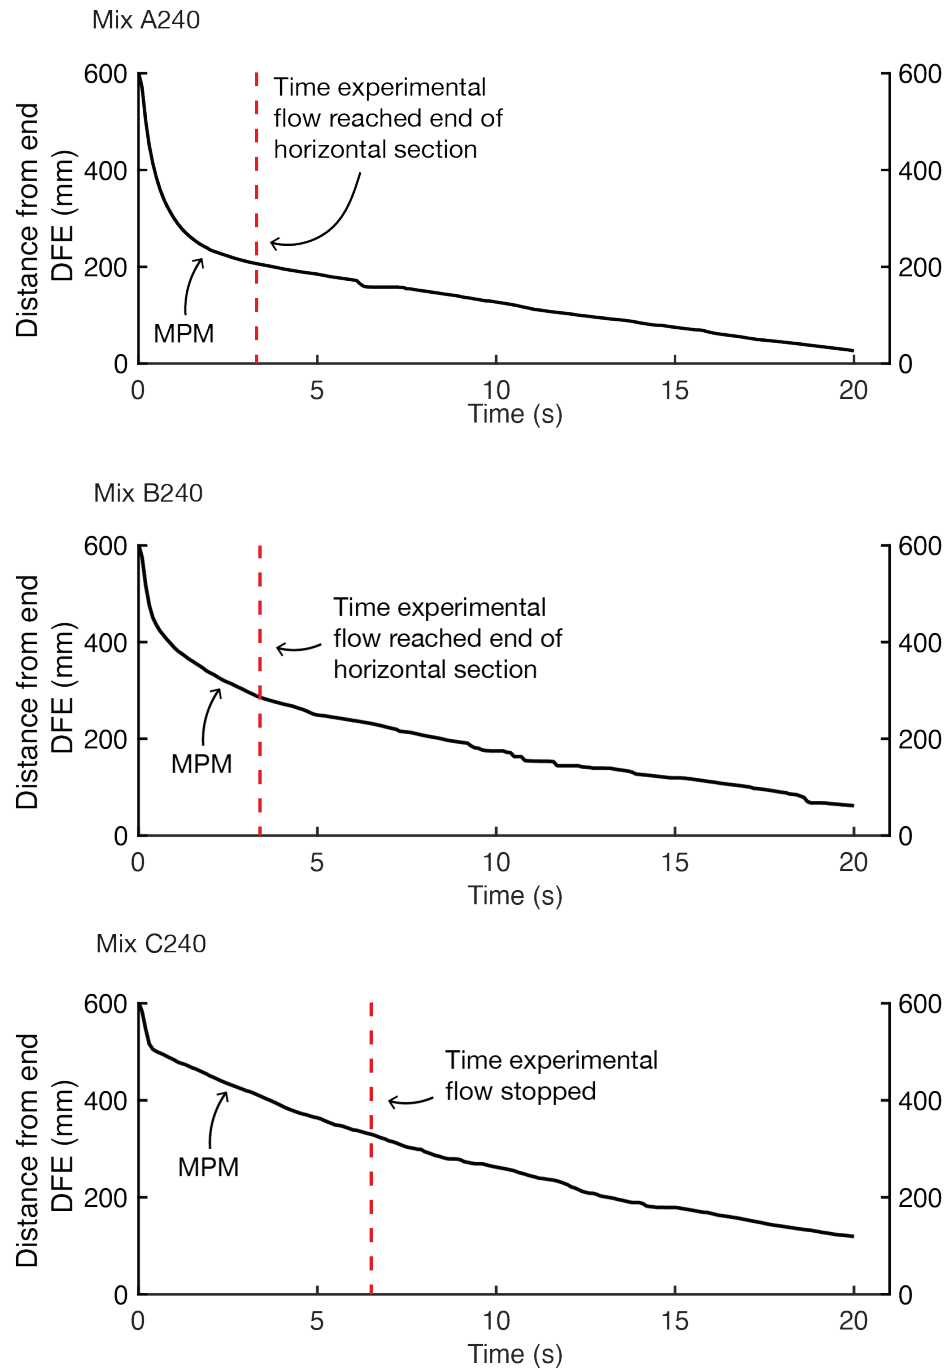 Mix A240
Distance from end
DFE (mm)
600
400
200
0
Time experimental
flow reached end of
horizontal section
MPM
600
400
200
0
0 5 10 15 20
Time (s)
Mix B240
Distance from end
DFE (mm)
600
400
200
0
Time experimental
flow reached end of
horizontal section
MPM
600
400
200
0
0 5 10 15 20
Time (s)
Mix C240
Distance from end
DFE (mm)
600
400
200
0
Time experimental
flow stopped
MPM
600
400
200
0
0 5 10 15 20
Time (s)